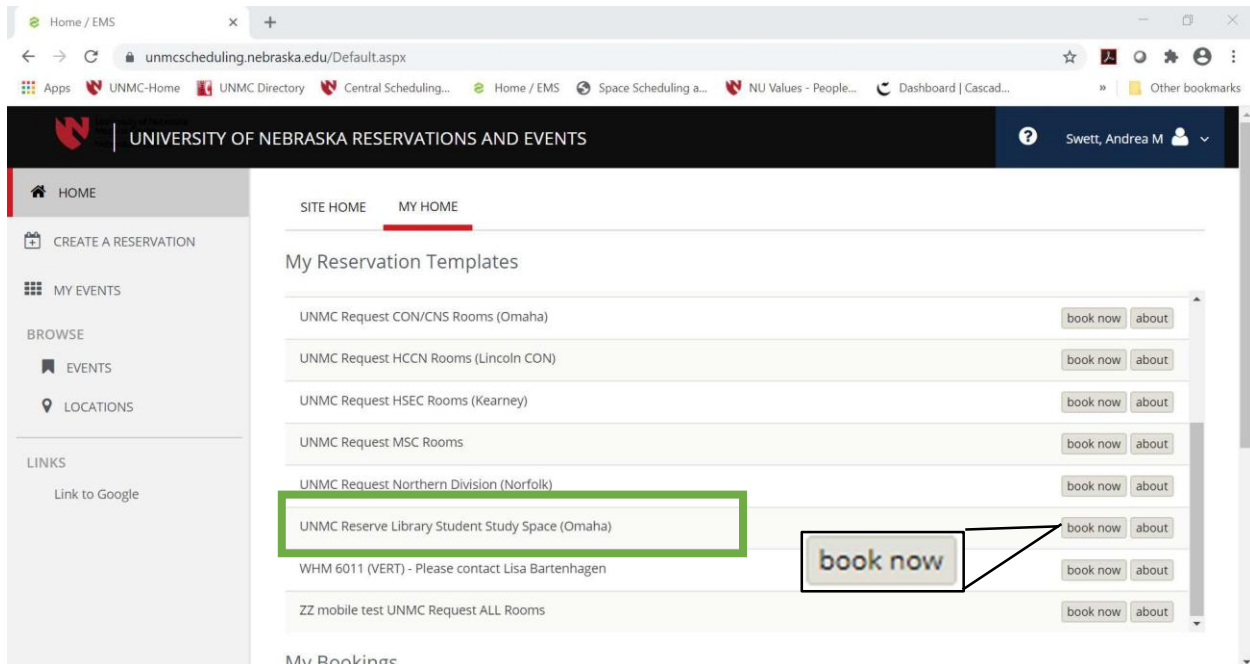 Home / EMS
unmcscheduling.nebraska.edu/Default.aspx
Apps UNMC-Home UNMC Directory Central Scheduling... Home / EMS Space Scheduling a... NU Values - People... Dashboard | Cascad... » Other bookmarks
UNIVERSITY OF NEBRASKA RESERVATIONS AND EVENTS ? Swett, Andrea M
HOME
CREATE A RESERVATION
MY EVENTS
BROWSE
EVENTS
LOCATIONS
LINKS
Link to Google
SITE HOME MY HOME
My Reservation Templates
UNMC Request CON/CNS Rooms (Omaha) book now about
UNMC Request HCCN Rooms (Lincoln CON) book now about
UNMC Request HSEC Rooms (Kearney) book now about
UNMC Request MSC Rooms book now about
UNMC Request Northern Division (Norfolk) book now about
UNMC Reserve Library Student Study Space (Omaha) book now about
book now
WHM 6011 (VERT) - Please contact Lisa Bartenhagen book now about
ZZ mobile test UNMC Request ALL Rooms book now about
My Bookings